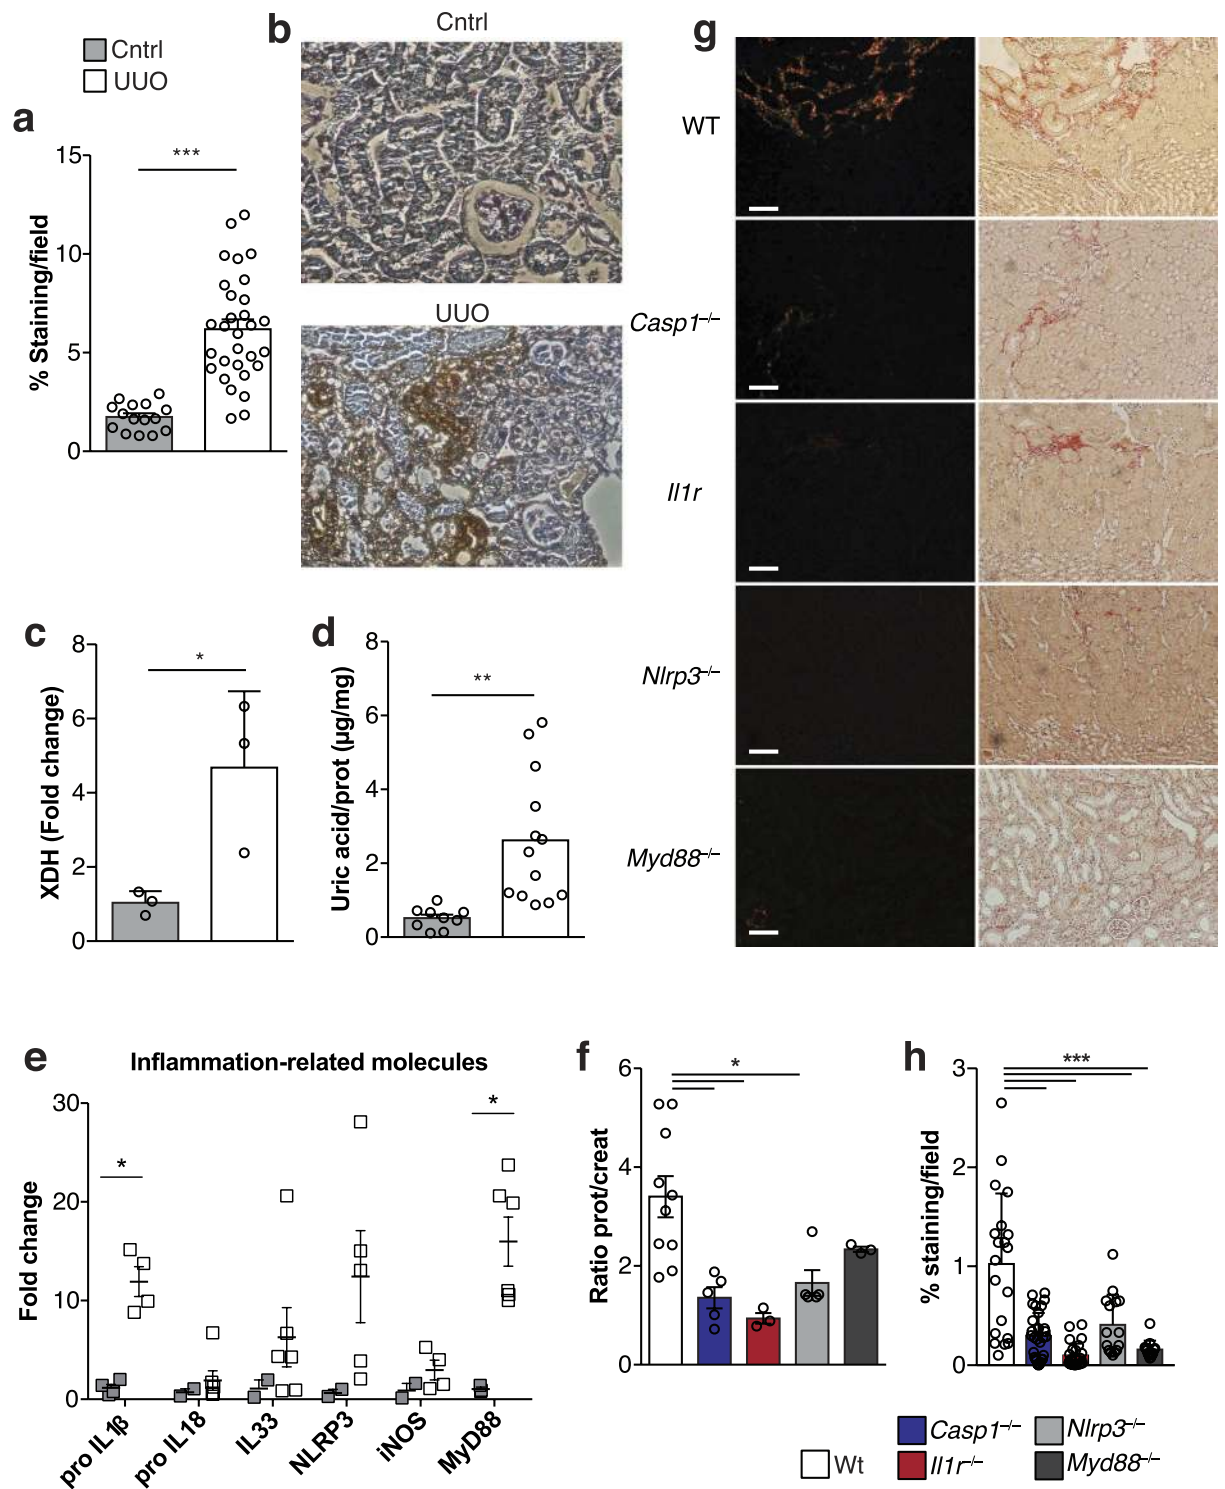 Cntrl
UUO
a
***
15
10
5
0
% Staining/field
b
Cntrl
UUO
c
*
8
6
4
2
0
XDH (Fold change)
d
**
8
6
4
2
0
Uric acid/prot (µg/mg)
g
WT
Casp1–/–
Il1r
Nlrp3–/–
Myd88–/–
e
Inflammation-related molecules
30
20
10
0
Fold change
*
*
pro IL1β
pro IL18
IL33
NLRP3
iNOS
MyD88
f
*
6
4
2
0
Ratio prot/creat
h
***
3
2
1
0
% staining/field
Wt
Casp1–/–
Il1r–/–
Nlrp3–/–
Myd88–/–